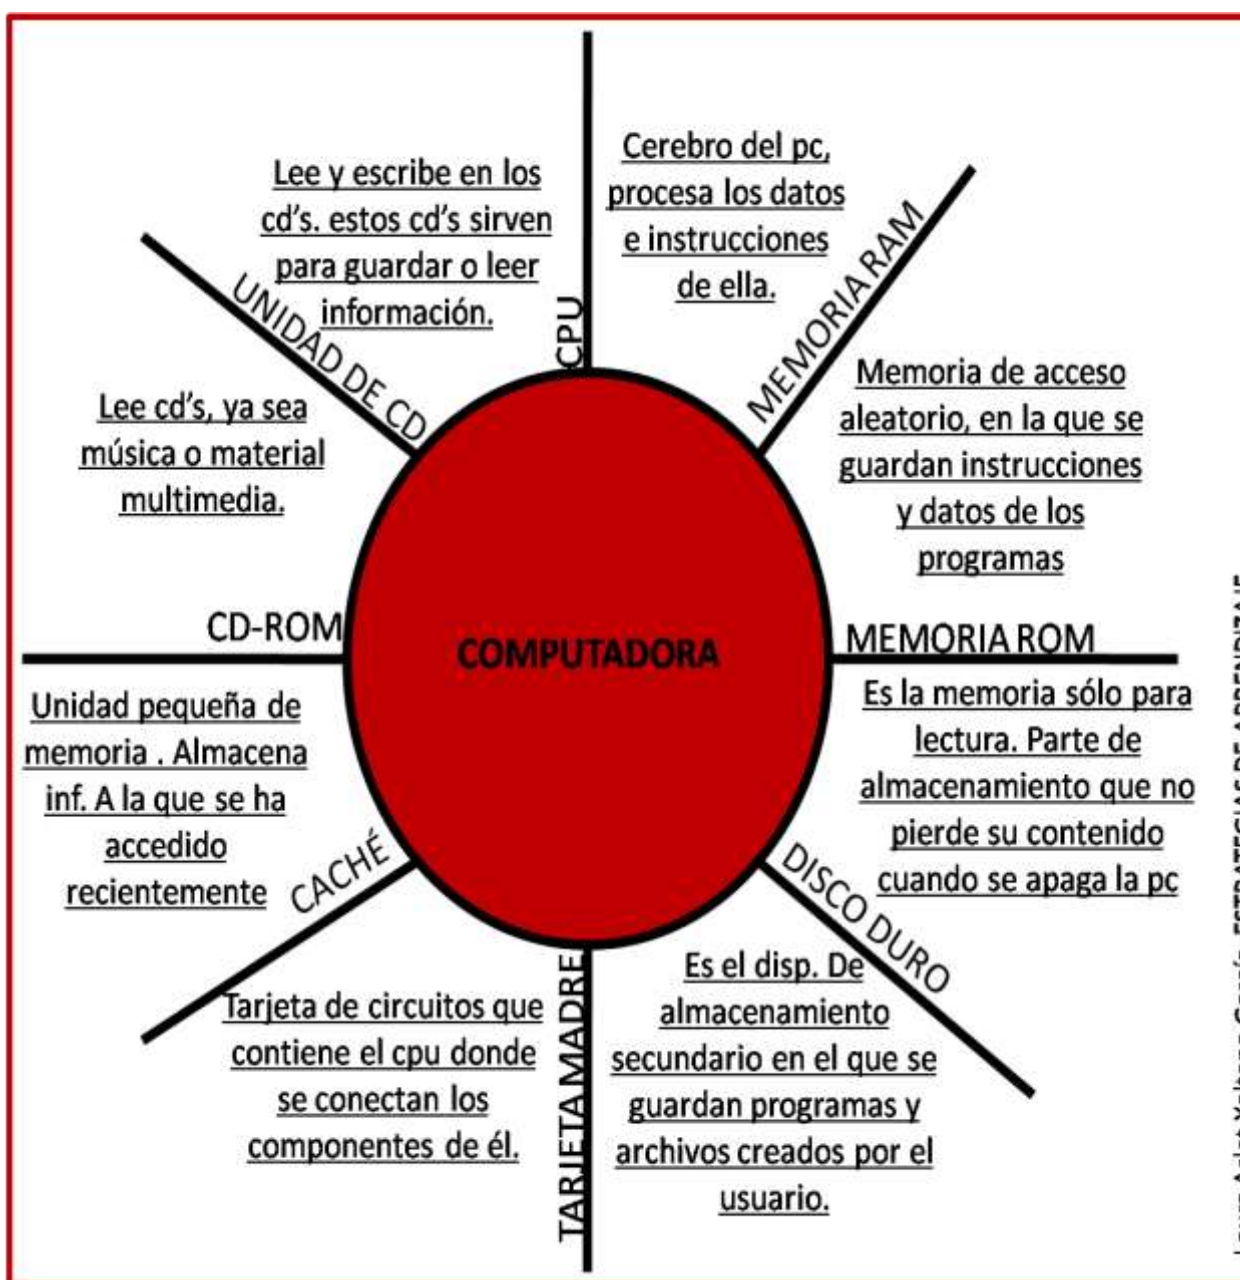 CPU
Cerebro del pc,
procesa los datos
e instrucciones
de ella.
MEMORIA RAM
Memoria de acceso
aleatorio, en la que se
guardan instrucciones
y datos de los
programas
MEMORIA ROM
Es la memoria sólo para
lectura. Parte de
almacenamiento que no
pierde su contenido
cuando se apaga la pc
DISCO DURO
Es el disp. De
almacenamiento
secundario en el que se
guardan programas y
archivos creados por el
usuario.
TARJETA MADRE
Tarjeta de circuitos que
contiene el cpu donde
se conectan los
componentes de él.
CACHÉ
Unidad pequeña de
memoria . Almacena
inf. A la que se ha
accedido
recientemente
CD-ROM
Lee cd's, ya sea
música o material
multimedia.
UNIDAD DE CD
Lee y escribe en los
cd's. estos cd's sirven
para guardar o leer
información.
COMPUTADORA
ESTRATEGIAS DE APRENDIZAJE